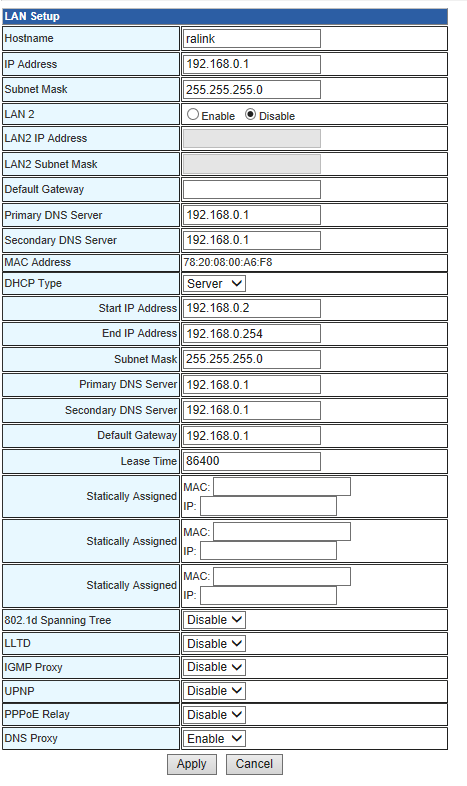 LAN Setup
Hostname ralink
IP Address 192.168.0.1
Subnet Mask 255.255.255.0
LAN 2 Enable Disable
LAN2 IP Address
LAN2 Subnet Mask
Default Gateway
Primary DNS Server 192.168.0.1
Secondary DNS Server 192.168.0.1
MAC Address 78:20:08:00:A6:F8
DHCP Type Server
Start IP Address 192.168.0.2
End IP Address 192.168.0.254
Subnet Mask 255.255.255.0
Primary DNS Server 192.168.0.1
Secondary DNS Server 192.168.0.1
Default Gateway 192.168.0.1
Lease Time 86400
Statically Assigned MAC:
IP:
Statically Assigned MAC:
IP:
Statically Assigned MAC:
IP:
802.1d Spanning Tree Disable
LLTD Disable
IGMP Proxy Disable
UPNP Disable
PPPoE Relay Disable
DNS Proxy Enable
Apply Cancel